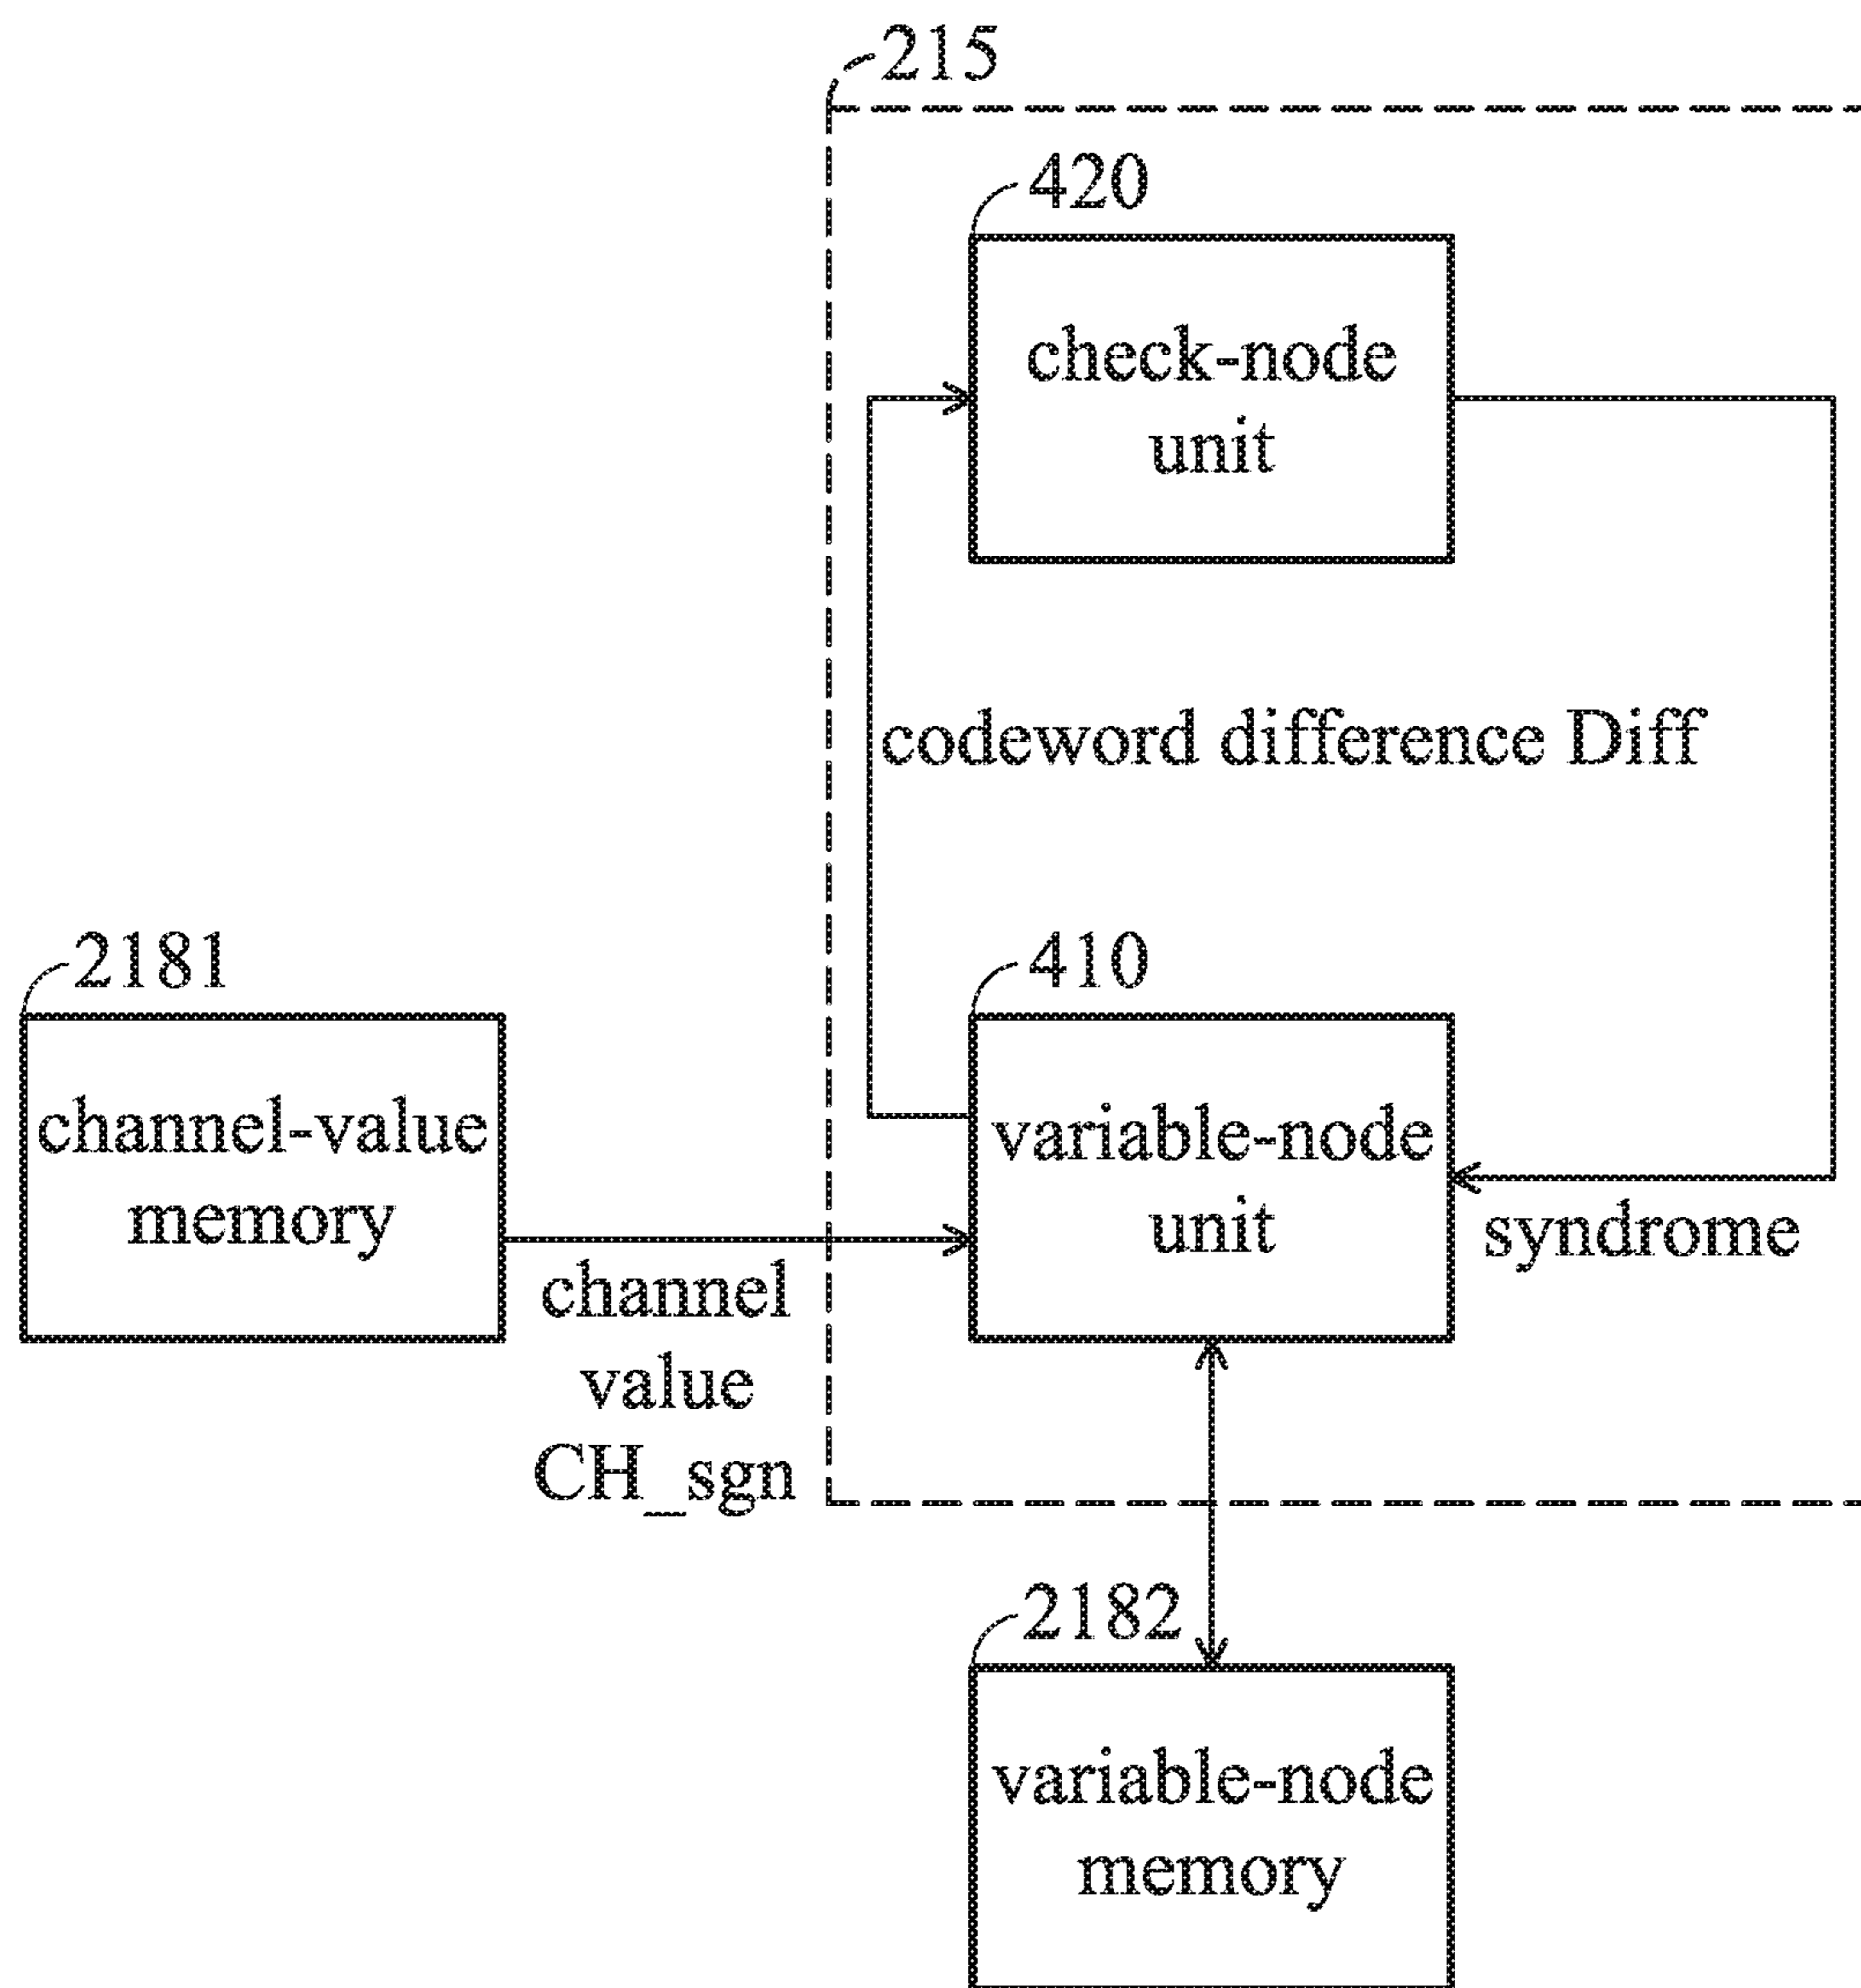 215
420
check-node
unit
codeword difference Diff
2181
410
channel-value
memory
variable-node
unit
syndrome
channel
value
CH_sgn
2182
variable-node
memory